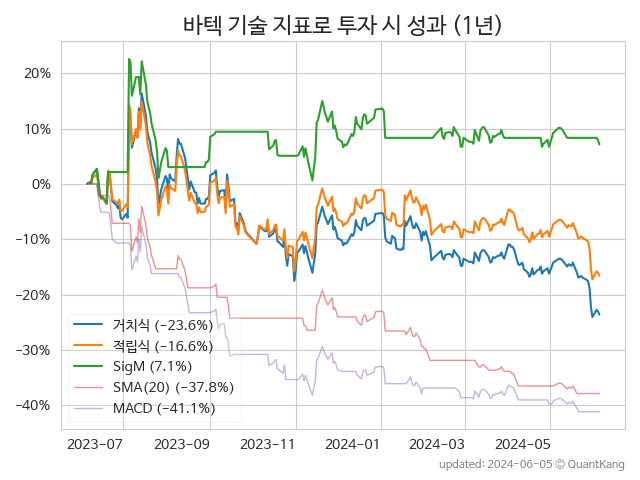 바텍 기술 지표로 투자 시 성과 (1년)
20%
10%
0%
−10%
−20%
−30%
−40%
거치식 (−23.6%)
적립식 (−16.6%)
SigM (7.1%)
SMA(20) (−37.8%)
MACD (−41.1%)
2023−07
2023−09
2023−11
2024−01
2024−03
2024−05
updated: 2024−06−05 © QuantKang